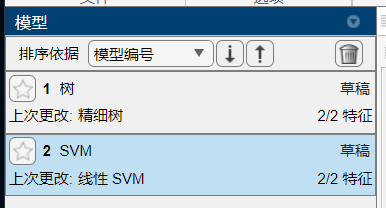 模型
排序依据 模型编号
1 树 草稿
上次更改: 精细树 2/2 特征
2 SVM 草稿
上次更改: 线性 SVM 2/2 特征